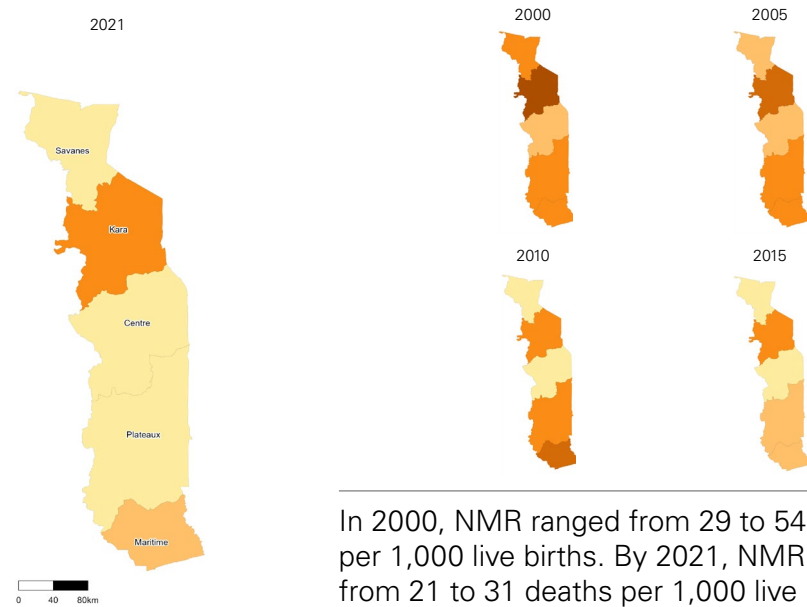 2021
Savanes
Kara
Centre
Plateaux
Maritime
0 40 80km
2000
2005
2010
2015
In 2000, NMR ranged from 29 to 54
per 1,000 live births. By 2021, NMR
from 21 to 31 deaths per 1,000 live